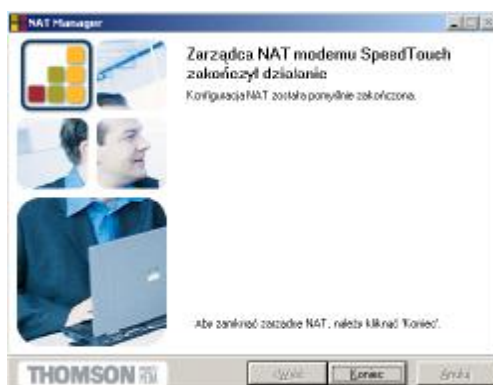 NAT Manager
Zarządca NAT modemu SpeedTouch
zakończył działanie
Konfiguracja NAT została pomyślnie zakończona.
Aby zamknąć zarządcę NAT, należy kliknąć 'Koniec'.
THOMSON
Koniec
Anuluj